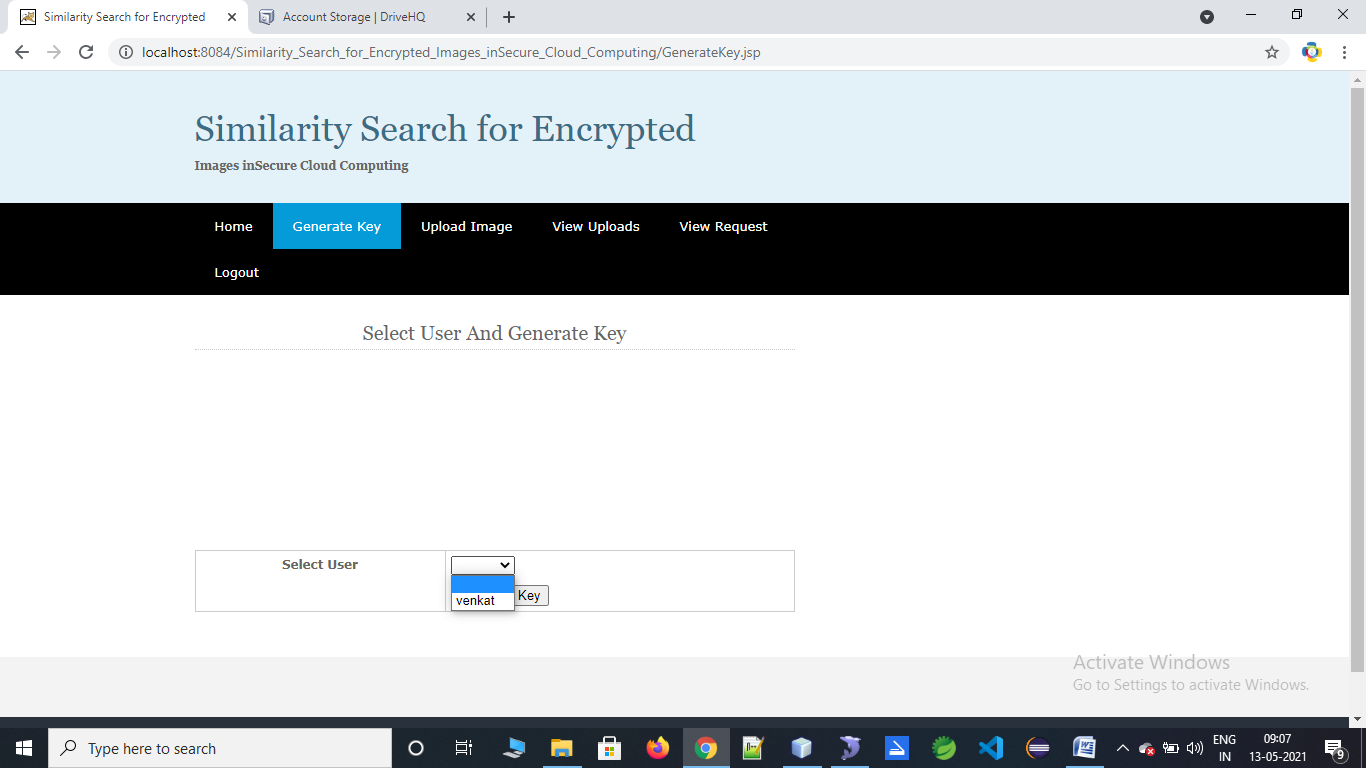 Similarity Search for Encrypted
Account Storage | DriveHQ
localhost:8084/Similarity_Search_for_Encrypted_Images_inSecure_Cloud_Computing/GenerateKey.jsp
Similarity Search for Encrypted
Images inSecure Cloud Computing
Home Generate Key Upload Image View Uploads View Request
Logout
Select User And Generate Key
Select User
venkat
Key
Activate Windows
Go to Settings to activate Windows.
Type here to search
ENG
IN
09:07
13-05-2021
9